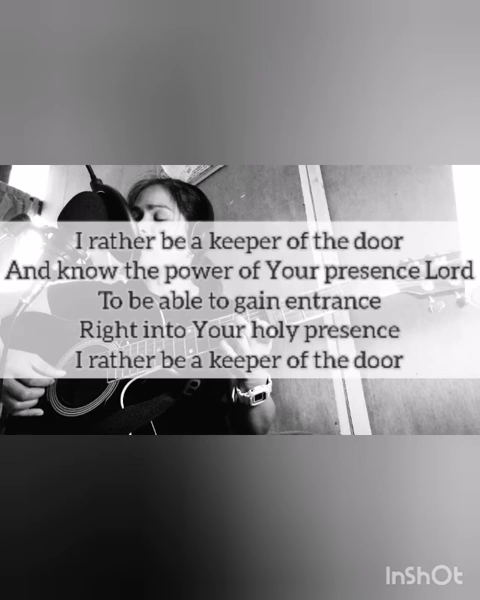 I rather be a keeper of the door
And know the power of Your presence Lord
To be able to gain entrance
Right into Your holy presence
I rather be a keeper of the door
InShOt